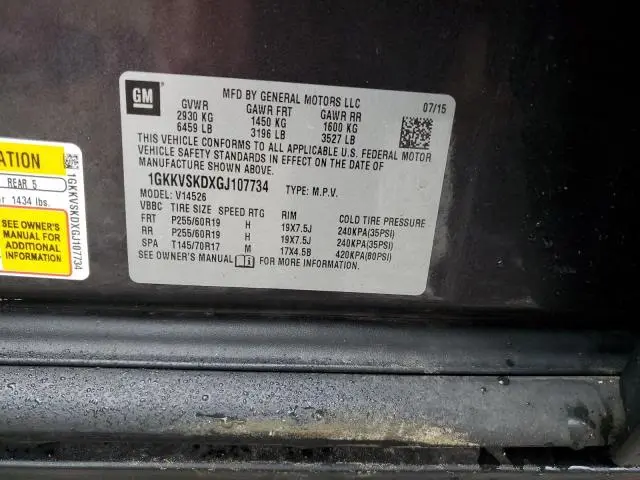 GM
MFD BY GENERAL MOTORS LLC
07/15
GVWR GAWR FRT GAWR RR
2930 KG 1450 KG 1600 KG
6459 LB 3196 LB 3527 LB
THIS VEHICLE CONFORMS TO ALL APPLICABLE U.S. FEDERAL MOTOR
VEHICLE SAFETY STANDARDS IN EFFECT ON THE DATE OF
MANUFACTURE SHOWN ABOVE.
1GKKVSKDXGJ107734 TYPE: M.P.V.
MODEL: V14526
VBBC TIRE SIZE SPEED RTG RIM COLD TIRE PRESSURE
FRT P255/60R19 H 19X7.5J 240KPA(35PSI)
RR P255/60R19 H 19X7.5J 240KPA(35PSI)
SPA T145/70R17 M 17X4.5B 420KPA(60PSI)
SEE OWNER'S MANUAL i FOR MORE INFORMATION.
ATION
REAR 5
r 1434 lbs.
SEE OWNER'S
MANUAL FOR
ADDITIONAL
INFORMATION
1GKKVSKDXGJ107734